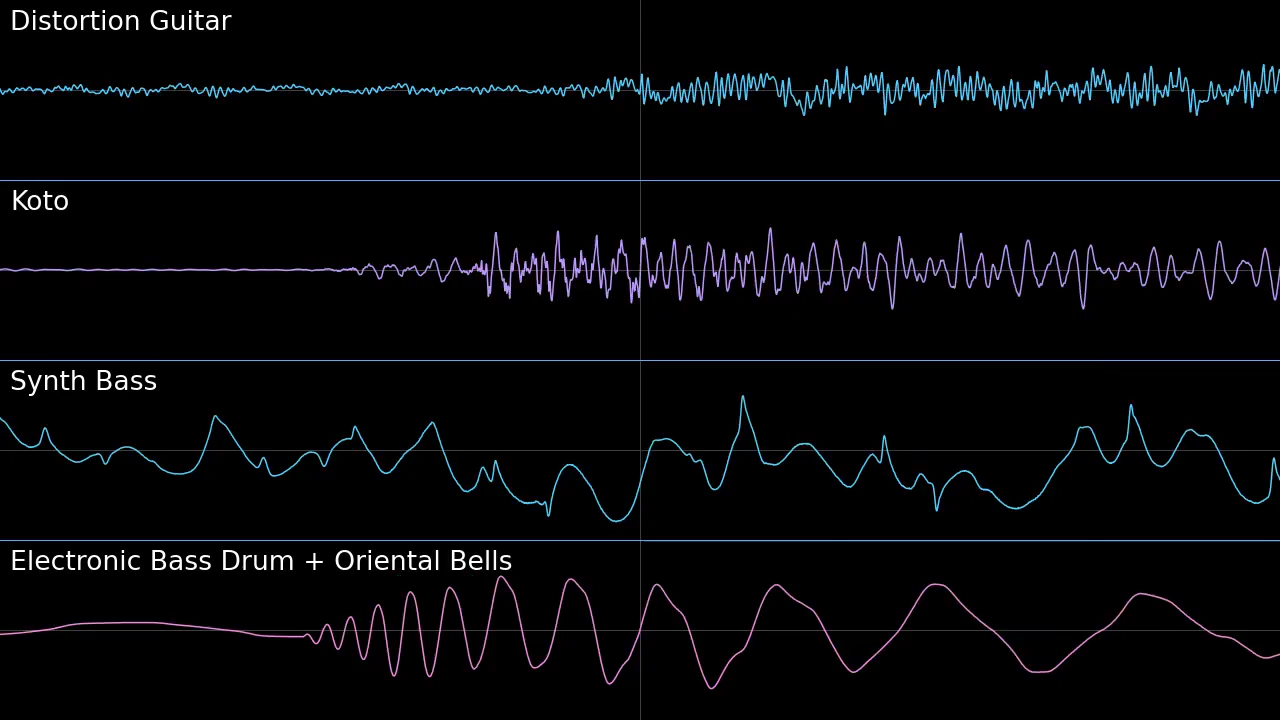 Distortion Guitar
Koto
Synth Bass
Electronic Bass Drum + Oriental Bells